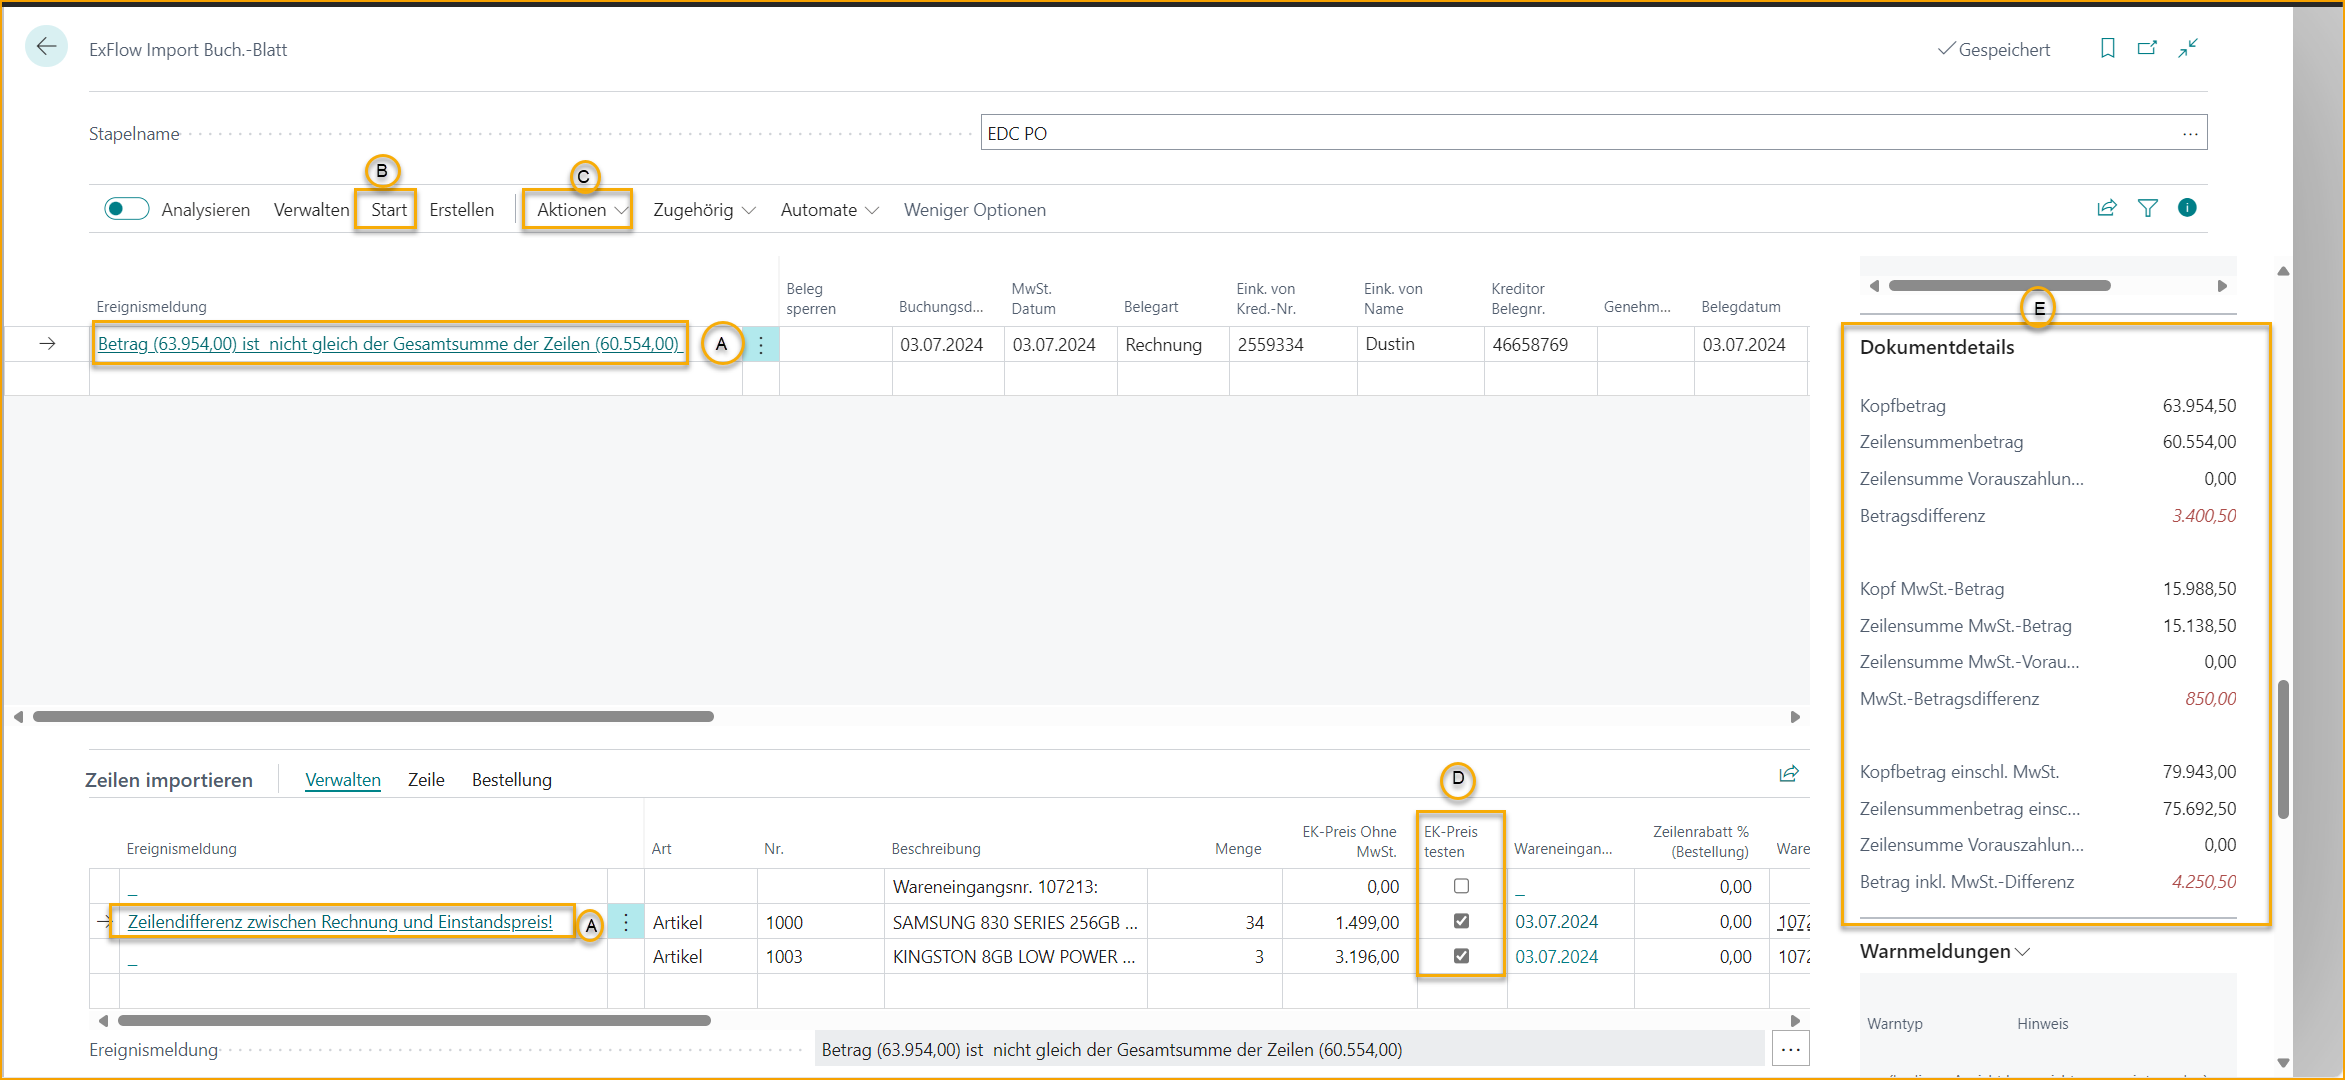 ExFlow Import Buch.-Blatt
Gespeichert
Stapelname
EDC PO
B
C
Analysieren Verwalten Start Erstellen Aktionen Zugehörig Automate Weniger Optionen
Ereignismeldung Beleg sperren Buchungsd... MwSt. Datum Belegart Eink. von Kred.-Nr. Eink. von Name Kreditor Belegnr. Genehm... Belegdatum
Betrag (63.954,00) ist  nicht gleich der Gesamtsumme der Zeilen (60.554,00) A 03.07.2024 03.07.2024 Rechnung 2559334 Dustin 46658769 03.07.2024
E
Dokumentdetails
Kopfbetrag 63.954,50
Zeilensummenbetrag 60.554,00
Zeilensumme Vorauszahlun... 0,00
Betragsdifferenz 3.400,50
Kopf MwSt.-Betrag 15.988,50
Zeilensumme MwSt.-Betrag 15.138,50
Zeilensumme MwSt.-Vorau... 0,00
MwSt.-Betragsdifferenz 850,00
Kopfbetrag einschl. MwSt. 79.943,00
Zeilensummenbetrag einsc... 75.692,50
Zeilensumme Vorauszahlun... 0,00
Betrag inkl. MwSt.-Differenz 4.250,50
Warnmeldungen
Warntyp Hinweis
Zeilen importieren Verwalten Zeile Bestellung
D
Ereignismeldung Art Nr. Beschreibung Menge EK-Preis Ohne MwSt. EK-Preis testen Wareneingan... Zeilenrabatt % (Bestellung) Ware
_ Wareneingangsnr. 107213: 0,00 _ 0,00
Zeilendifferenz zwischen Rechnung und Einstandspreis! A Artikel 1000 SAMSUNG 830 SERIES 256GB ... 34 1.499,00 03.07.2024 0,00 1072
_ Artikel 1003 KINGSTON 8GB LOW POWER ... 3 3.196,00 03.07.2024 0,00 1072
Ereignismeldung Betrag (63.954,00) ist  nicht gleich der Gesamtsumme der Zeilen (60.554,00)